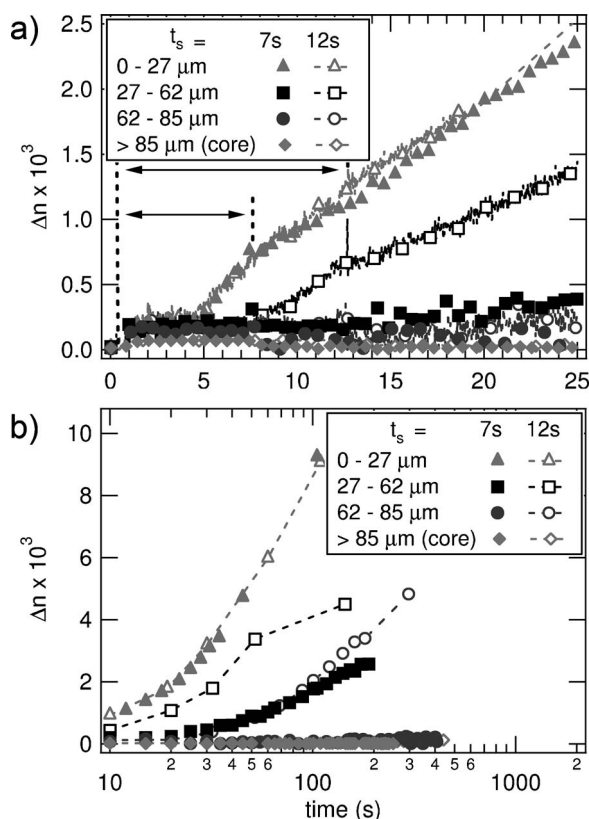 a)
t_s = 7s 12s
0 - 27 μm
27 - 62 μm
62 - 85 μm
> 85 μm (core)
Δn x 10³
2.5
2.0
1.5
1.0
0.5
0.0
0 5 10 15 20 25
b)
t_s = 7s 12s
0 - 27 μm
27 - 62 μm
62 - 85 μm
> 85 μm (core)
Δn x 10³
10
8
6
4
2
0
10 2 3 4 5 6 100 2 3 4 5 6 1000 2
time (s)